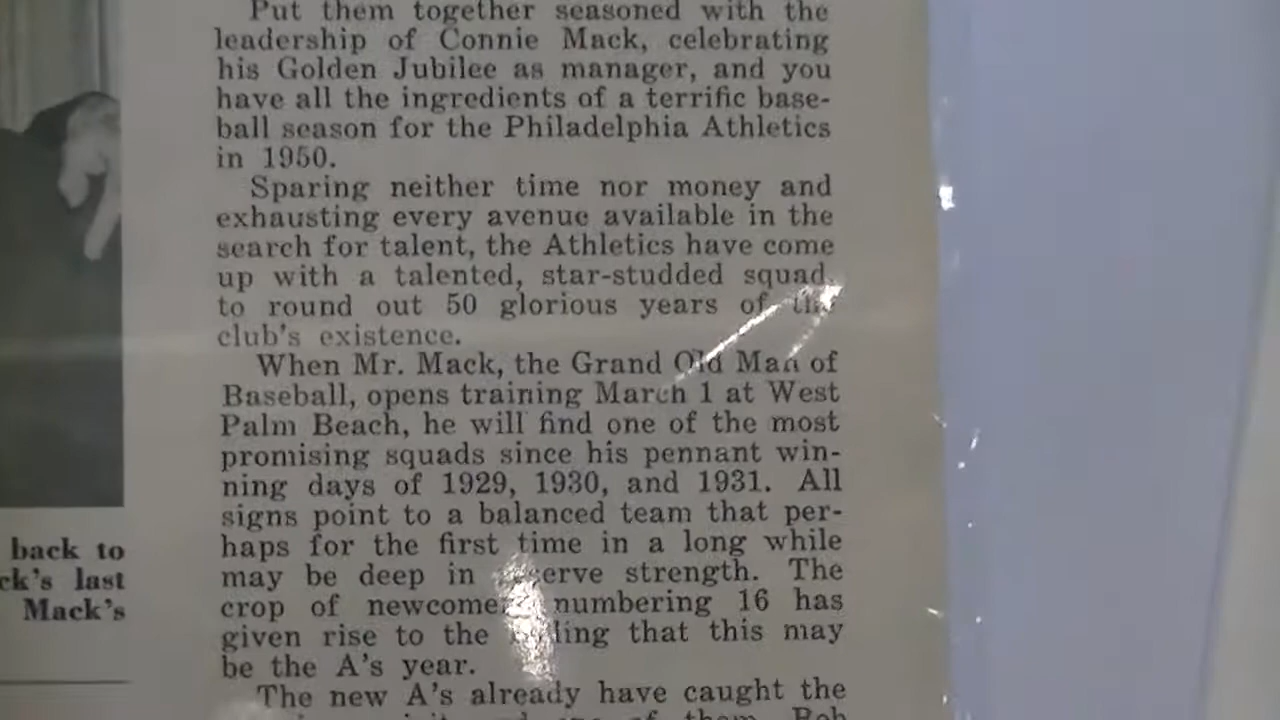 Put them together seasoned with the
leadership of Connie Mack, celebrating
his Golden Jubilee as manager, and you
have all the ingredients of a terrific base-
ball season for the Philadelphia Athletics
in 1950.
Sparing neither time nor money and
exhausting every avenue available in the
search for talent, the Athletics have come
up with a talented, star-studded squad
to round out 50 glorious years of the
club's existence.
When Mr. Mack, the Grand Old Man of
Baseball, opens training March 1 at West
Palm Beach, he will find one of the most
promising squads since his pennant win-
ning days of 1929, 1930, and 1931. All
signs point to a balanced team that per-
haps for the first time in a long while
may be deep in strength. The
crop of numbering 16 has
given rise to the that this may
be the A's year.
The new A's already have caught the
of them. Bob
back to
ck's last
Mack's